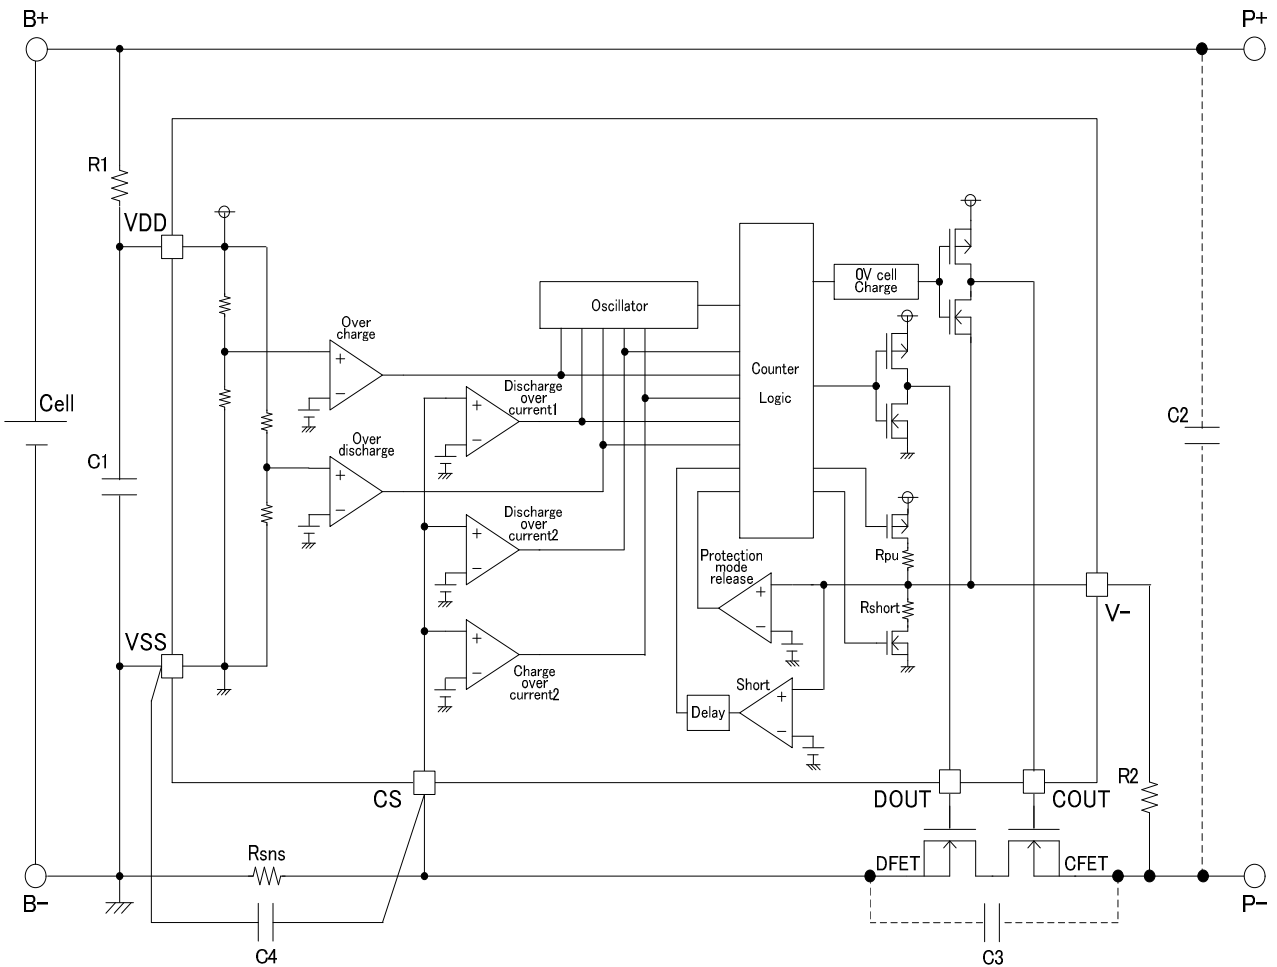 B+
P+
R1
VDD
0V cell
Charge
Oscillator
Over
charge
Counter
Logic
Discharge
over
current1
Cell
C2
Over
discharge
C1
Discharge
over
current2
Protection
mode
release
Rpu
Rshort
V-
VSS
Charge
over
current2
Short
Delay
R2
CS
DOUT
COUT
Rsns
DFET
CFET
B-
P-
C4
C3
+
-
+
-
+
-
+
-
+
-
+
-
+
-